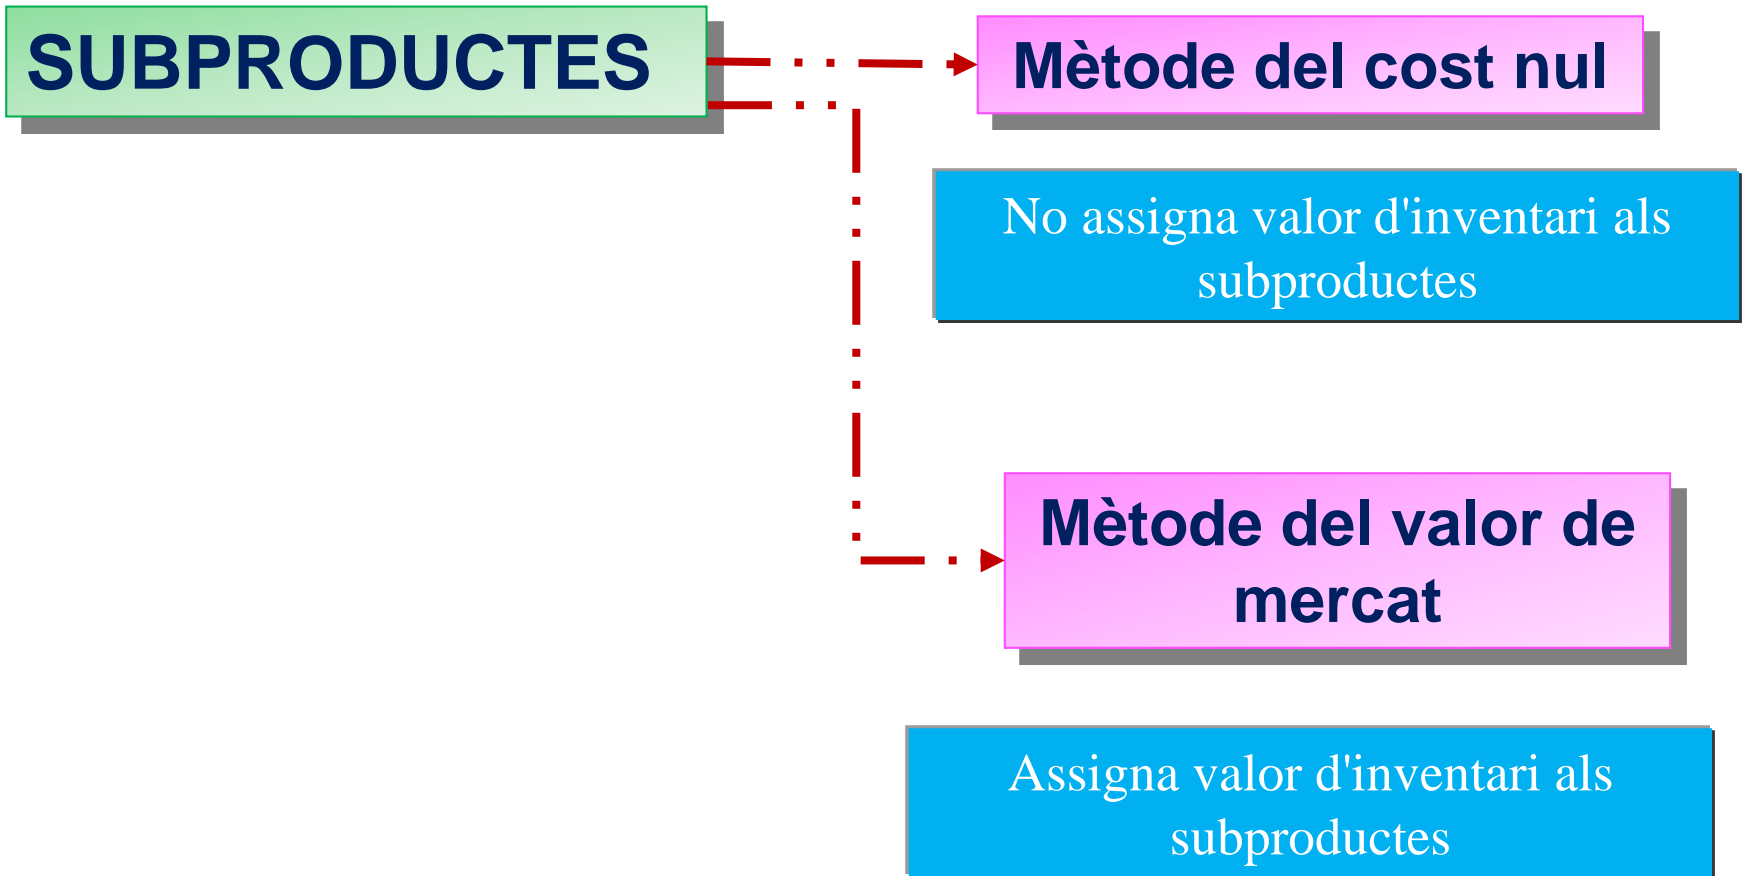 SUBPRODUCTES
Mètode del cost nul
No assigna valor d'inventari als
subproductes
Mètode del valor de
mercat
Assigna valor d'inventari als
subproductes